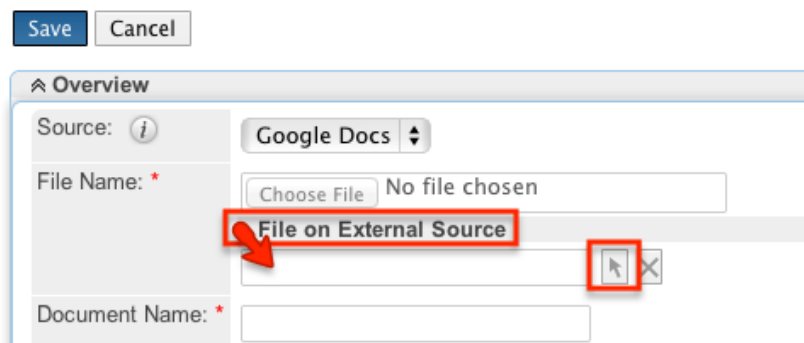 Save Cancel
Overview
Source: i Google Docs
File Name: * Choose File No file chosen
File on External Source
Document Name: *